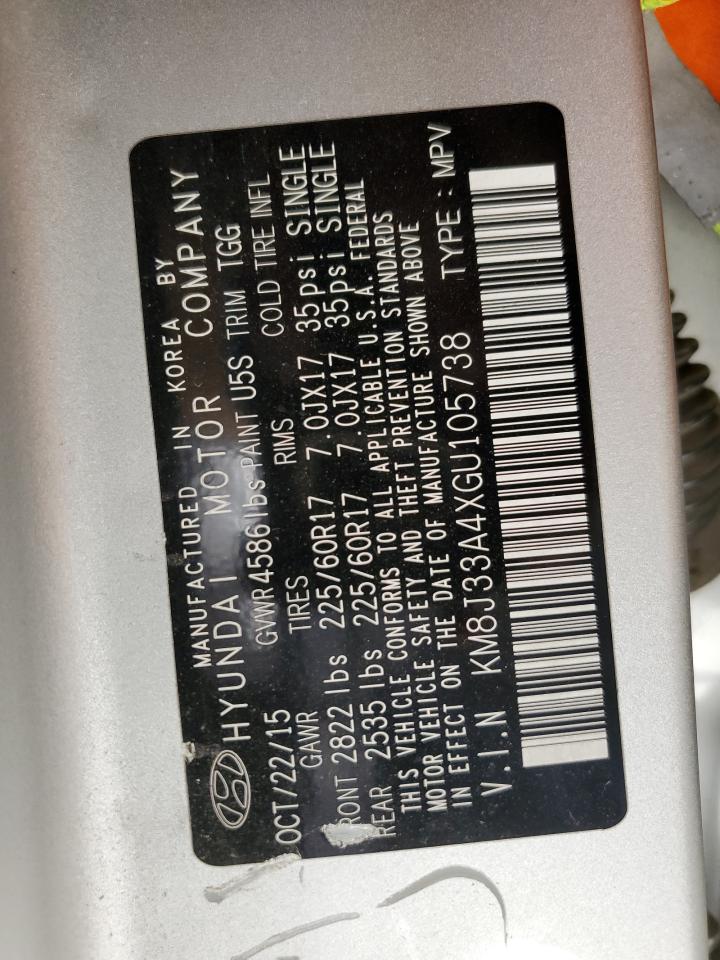 MANUFACTURED IN KOREA BY
HYUNDAI MOTOR COMPANY
OCT/22/15 GVWR 4586 lbs PAINT U5S TRIM TGG
GAWR TIRES RIMS COLD TIRE INFL
FRONT 2822 lbs 225/60R17 7.0JX17 35psi SINGLE
REAR 2535 lbs 225/60R17 7.0JX17 35psi SINGLE
THIS VEHICLE CONFORMS TO ALL APPLICABLE U.S.A. FEDERAL
MOTOR VEHICLE SAFETY AND THEFT PREVENTION STANDARDS
IN EFFECT ON THE DATE OF MANUFACTURE SHOWN ABOVE
V.I.N KM8J33A4XGU105738 TYPE : MPV